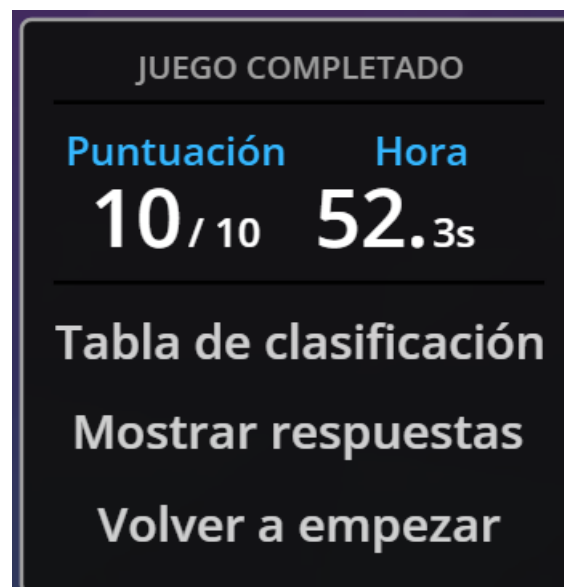 JUEGO COMPLETADO
Puntuación Hora
10 / 10 52.3s
Tabla de clasificación
Mostrar respuestas
Volver a empezar